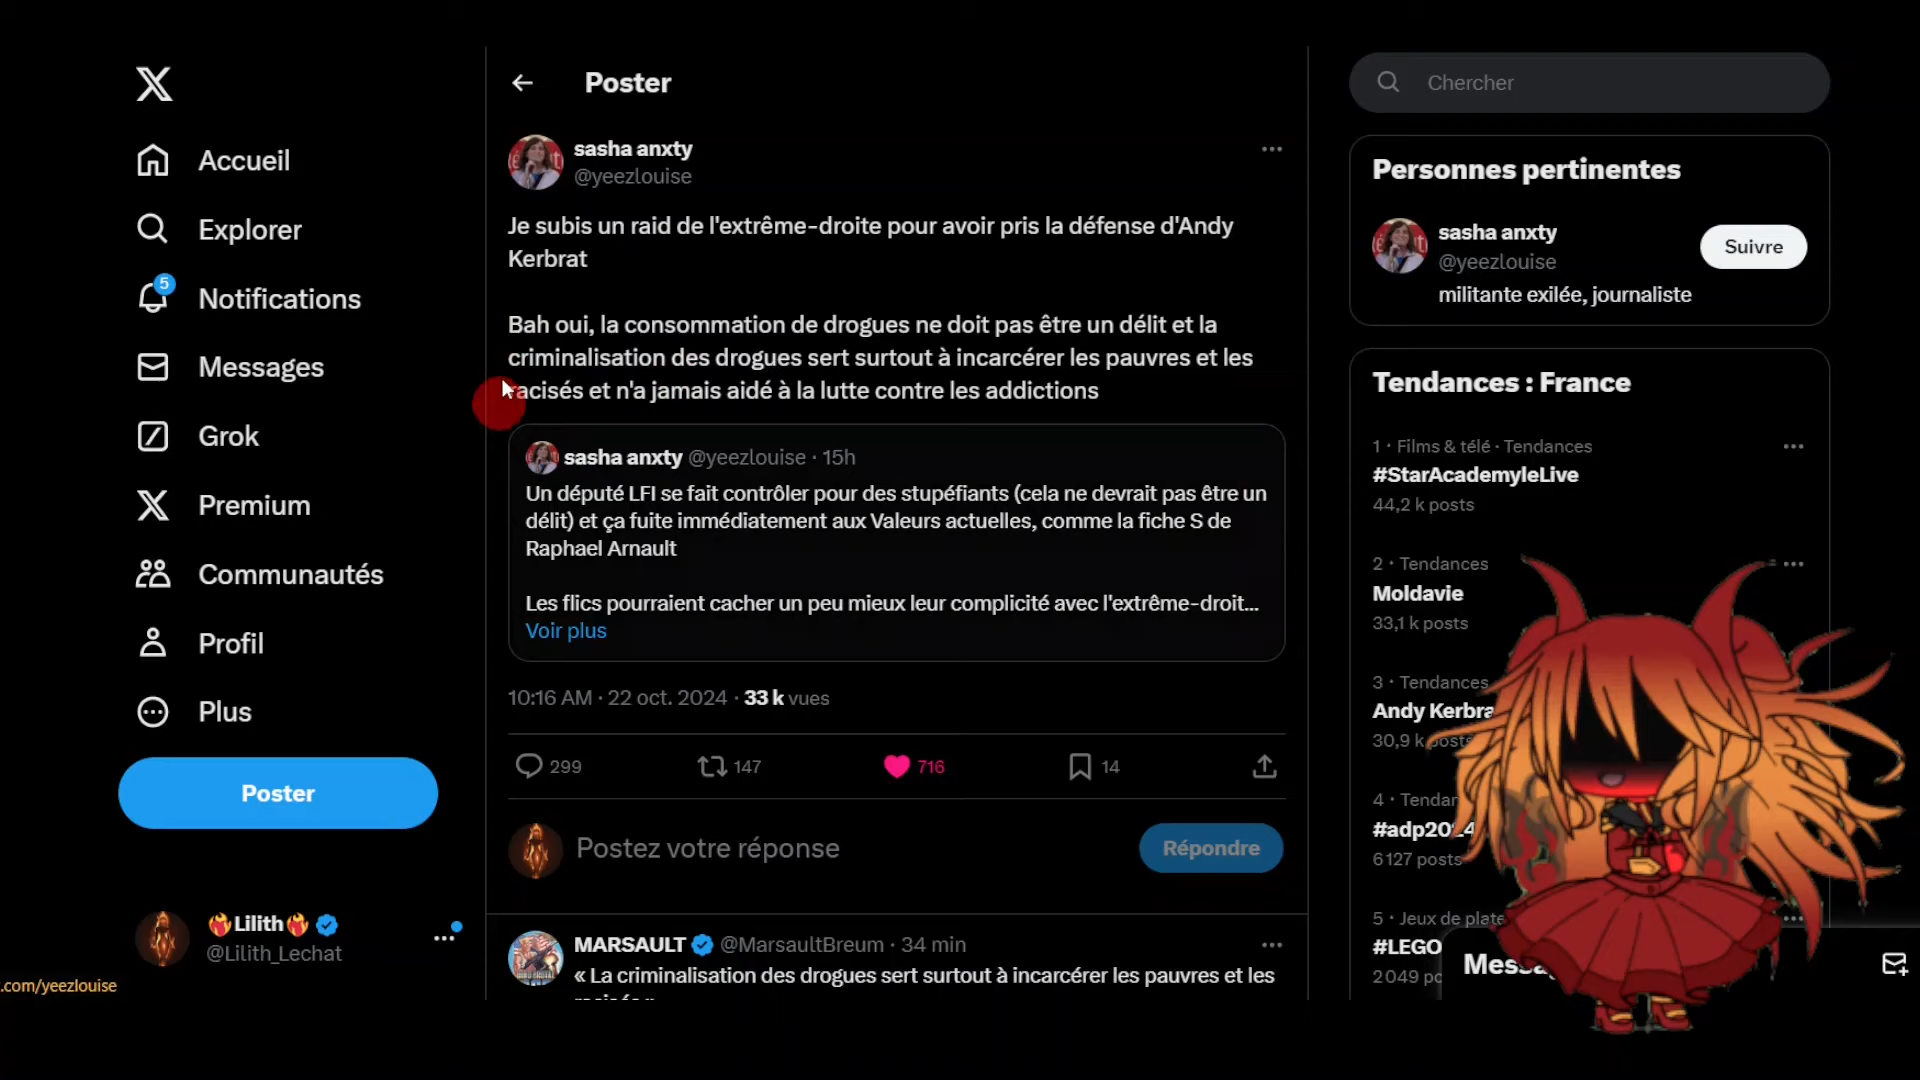 Accueil
Explorer
5
Notifications
Messages
Grok
Premium
Communautés
Profil
Plus
Poster
🔥Lilith🔥
@Lilith_Lechat
.com/yeezlouise
Poster
sasha anxty
@yeezlouise
Je subis un raid de l'extrême-droite pour avoir pris la défense d'Andy
Kerbrat
Bah oui, la consommation de drogues ne doit pas être un délit et la
criminalisation des drogues sert surtout à incarcérer les pauvres et les
racisés et n'a jamais aidé à la lutte contre les addictions
sasha anxty @yeezlouise · 15h
Un député LFI se fait contrôler pour des stupéfiants (cela ne devrait pas être un
délit) et ça fuite immédiatement aux Valeurs actuelles, comme la fiche S de
Raphael Arnault
Les flics pourraient cacher un peu mieux leur complicité avec l'extrême-droit...
Voir plus
10:16 AM · 22 oct. 2024 · 33 k vues
299 147 716 14
Postez votre réponse
Répondre
MARSAULT @MarsaultBreum · 34 min
« La criminalisation des drogues sert surtout à incarcérer les pauvres et les
Chercher
Personnes pertinentes
sasha anxty
@yeezlouise
Suivre
militante exilée, journaliste
Tendances : France
1 · Films & télé · Tendances
#StarAcademyleLive
44,2 k posts
2 · Tendances
Moldavie
33,1 k posts
3 · Tendances
Andy Kerbra
30,9 k posts
4 · Tendan
#adp2024
6 127 posts
5 · Jeux de plate
#LEGO
2 049 po
Messa